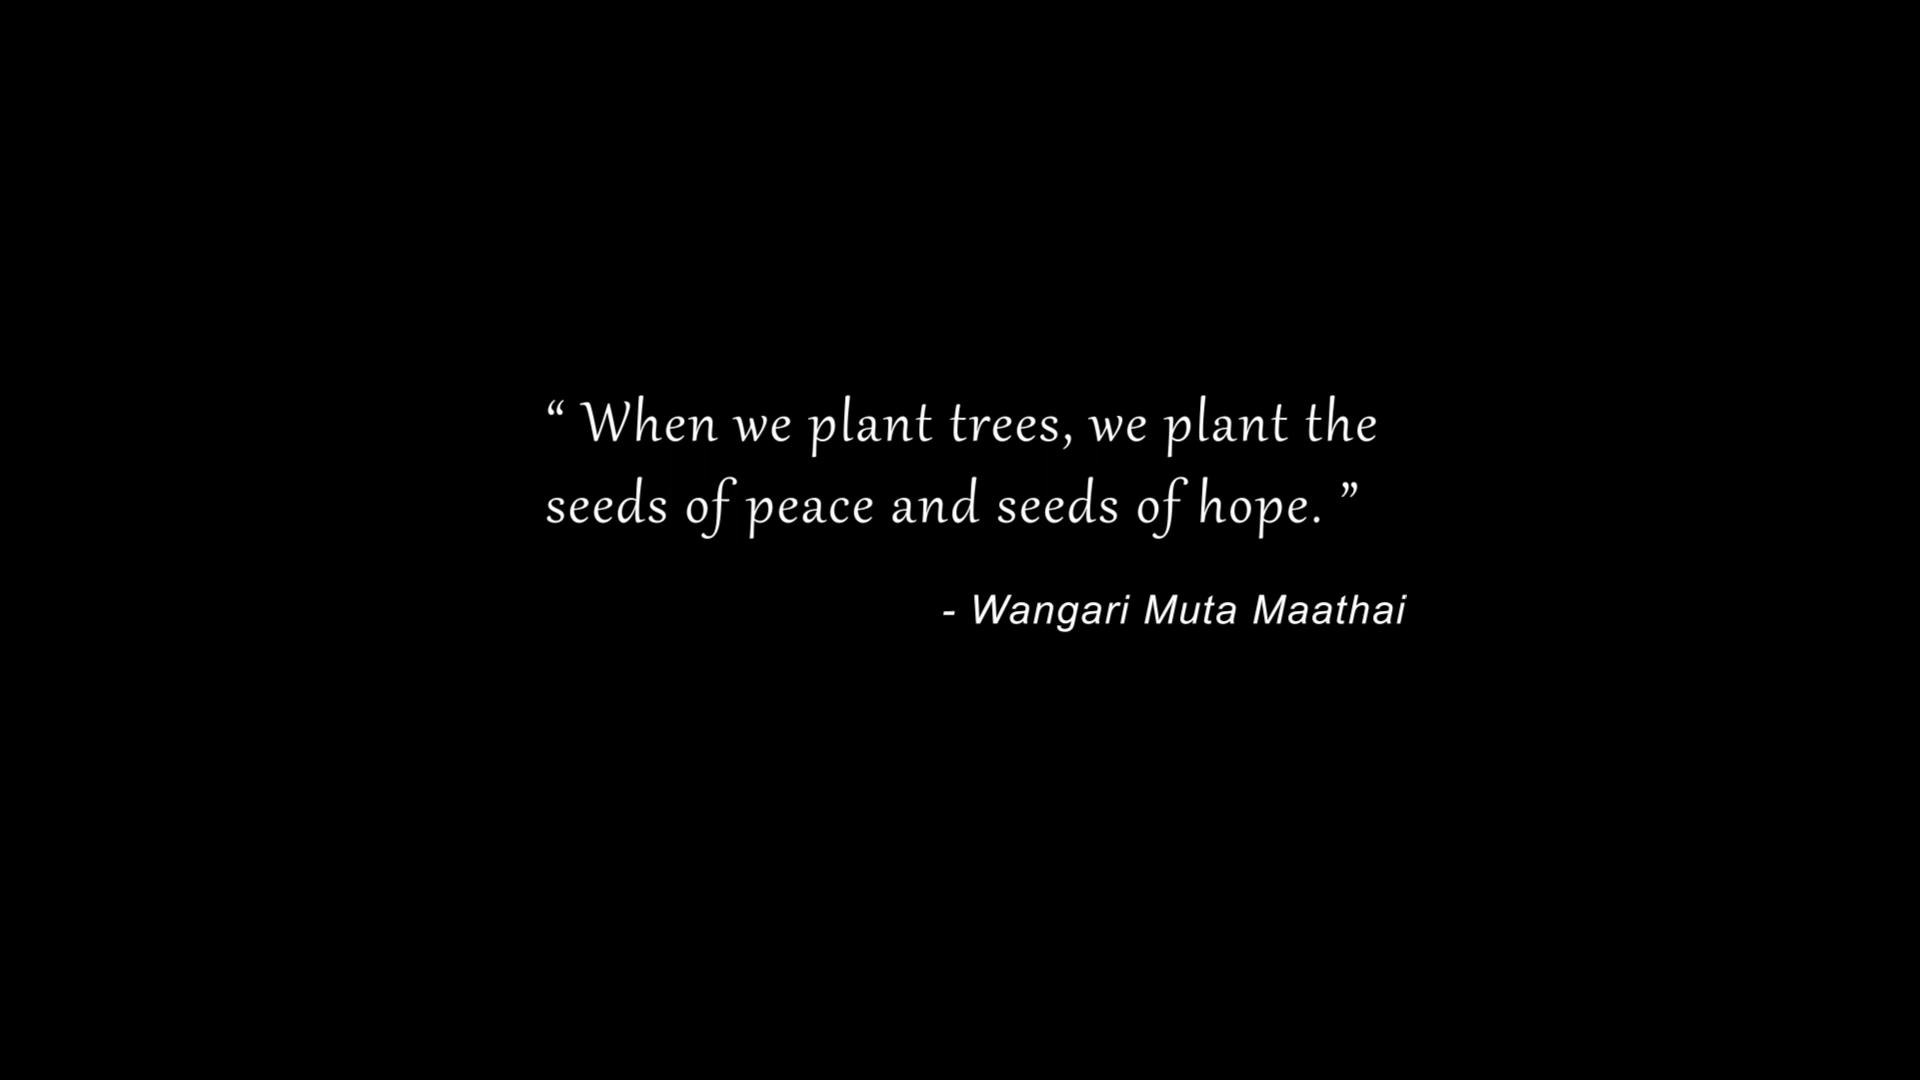 “ When we plant trees, we plant the
seeds of peace and seeds of hope. ”
- Wangari Muta Maathai